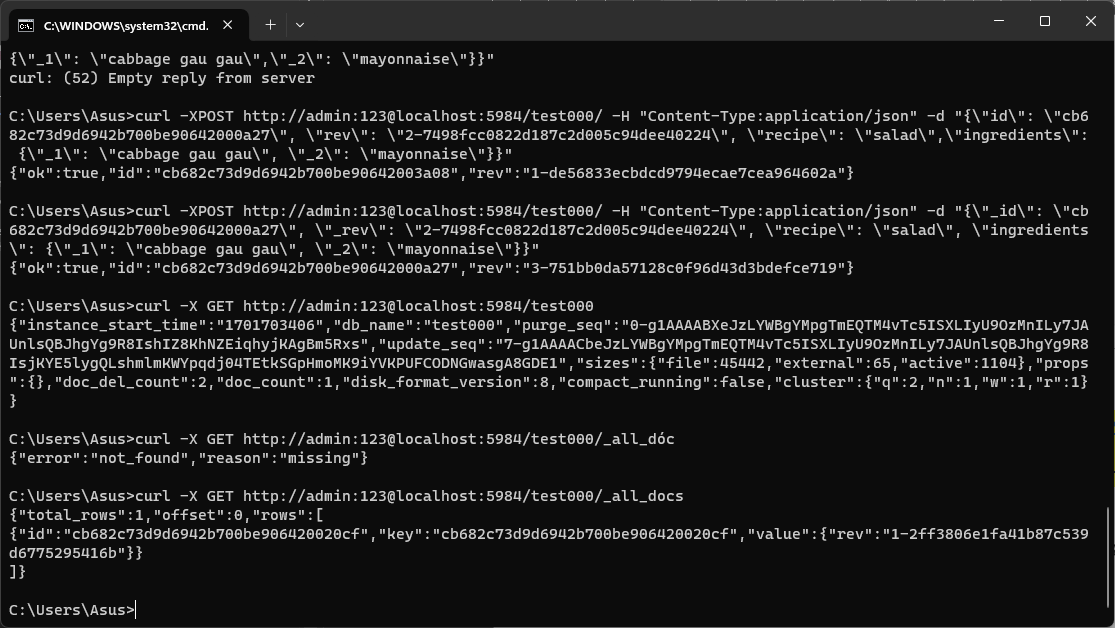 C:\WINDOWS\system32\cmd.
{\"_1\": \"cabbage gau gau\",\"_2\": \"mayonnaise\"}}"
curl: (52) Empty reply from server
C:\Users\Asus>curl -XPOST http://admin:123@localhost:5984/test000/ -H "Content-Type:application/json" -d "{\"id\": \"cb6
82c73d9d6942b700be90642000a27\", \"rev\": \"2-7498fcc0822d187c2d005c94dee40224\", \"recipe\": \"salad\",\"ingredients\":
{\"_1\": \"cabbage gau gau\", \"_2\": \"mayonnaise\"}}"
{"ok":true,"id":"cb682c73d9d6942b700be90642003a08","rev":"1-de56833ecbdcd9794ecae7cea964602a"}
C:\Users\Asus>curl -XPOST http://admin:123@localhost:5984/test000/ -H "Content-Type:application/json" -d "{\"_id\": \"cb
682c73d9d6942b700be90642000a27\", \"_rev\": \"2-7498fcc0822d187c2d005c94dee40224\", \"recipe\": \"salad\", \"ingredients
\": {\"_1\": \"cabbage gau gau\", \"_2\": \"mayonnaise\"}}"
{"ok":true,"id":"cb682c73d9d6942b700be90642000a27","rev":"3-751bb0da57128c0f96d43d3bdefce719"}
C:\Users\Asus>curl -X GET http://admin:123@localhost:5984/test000
{"instance_start_time":"1701703406","db_name":"test000","purge_seq":"0-g1AAAABXeJzLYWBgYMpgTmEQTM4vTc5ISXLIyU9OzMnILy7JA
UnlsQBJhgYg9R8IshIZ8KhNZEiqhyjKAgBm5Rxs","update_seq":"7-g1AAAACbeJzLYWBgYMpgTmEQTM4vTc5ISXLIyU9OzMnILy7JAUnlsQBJhgYg9R8
IsjKYE5lygQLshmlmKWYpqdj04TEtkSGpHmoMK9iYVKPUFCODNGwasgA8GDE1","sizes":{"file":45442,"external":65,"active":1104},"props
":{},"doc_del_count":2,"doc_count":1,"disk_format_version":8,"compact_running":false,"cluster":{"q":2,"n":1,"w":1,"r":1}
}
C:\Users\Asus>curl -X GET http://admin:123@localhost:5984/test000/_all_dóc
{"error":"not_found","reason":"missing"}
C:\Users\Asus>curl -X GET http://admin:123@localhost:5984/test000/_all_docs
{"total_rows":1,"offset":0,"rows":[
{"id":"cb682c73d9d6942b700be906420020cf","key":"cb682c73d9d6942b700be906420020cf","value":{"rev":"1-2ff3806e1fa41b87c539
d6775295416b"}}
]}
C:\Users\Asus>